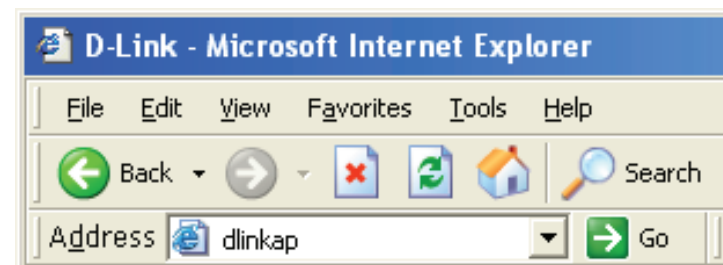 D-Link - Microsoft Internet Explorer
File Edit View Favorites Tools Help
Back Search
Address dlinkap Go